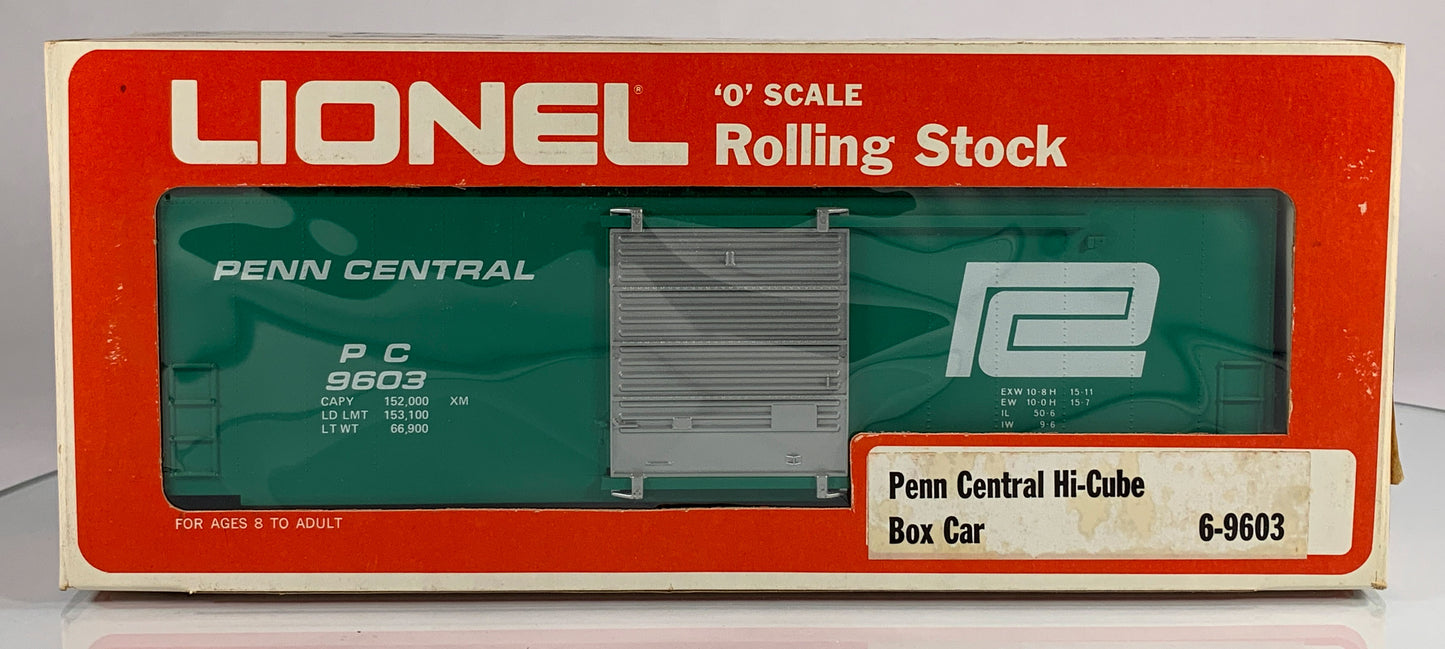 LIONEL®
'O' SCALE
Rolling Stock
PENN CENTRAL
P C
9603
CAPY 152,000 XM
LD LMT 153,100
LT WT 66,900
EXW 10-8 H 15-11
EW 10-0 H 15-7
IL 50-6
IW 9-6
FOR AGES 8 TO ADULT
Penn Central Hi-Cube
Box Car 6-9603